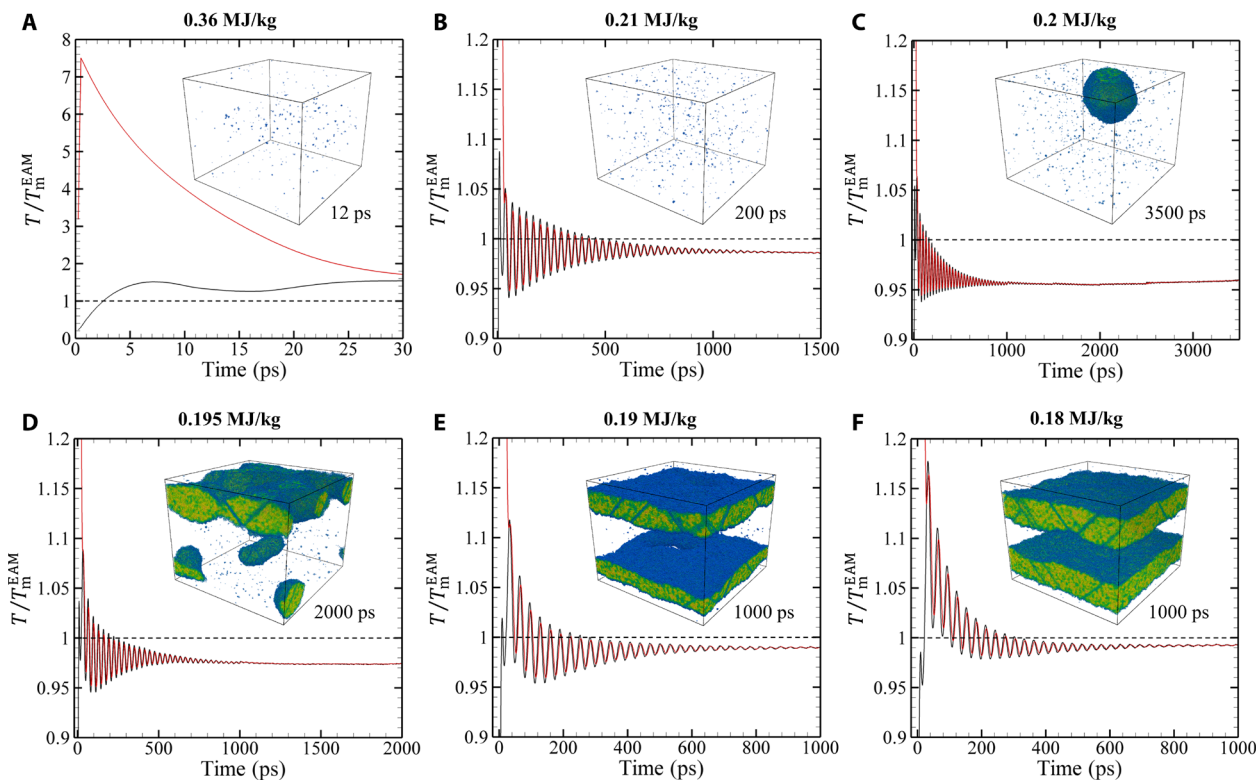 A
0.36 MJ/kg
8
7
6
5
4
3
2
1
0
T/T_m^EAM
12 ps
0 5 10 15 20 25 30
Time (ps)
B
0.21 MJ/kg
1.2
1.15
1.1
1.05
1
0.95
0.9
T/T_m^EAM
200 ps
0 500 1000 1500
Time (ps)
C
0.2 MJ/kg
1.2
1.15
1.1
1.05
1
0.95
0.9
T/T_m^EAM
3500 ps
0 1000 2000 3000
Time (ps)
D
0.195 MJ/kg
1.2
1.15
1.1
1.05
1
0.95
0.9
T/T_m^EAM
2000 ps
0 500 1000 1500 2000
Time (ps)
E
0.19 MJ/kg
1.2
1.15
1.1
1.05
1
0.95
0.9
T/T_m^EAM
1000 ps
0 200 400 600 800 1000
Time (ps)
F
0.18 MJ/kg
1.2
1.15
1.1
1.05
1
0.95
0.9
T/T_m^EAM
1000 ps
0 200 400 600 800 1000
Time (ps)